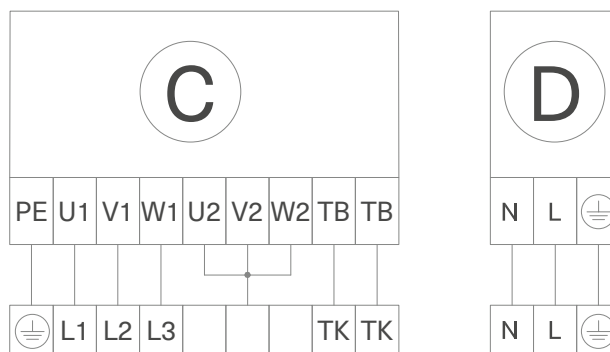 C D
PE U1 V1 W1 U2 V2 W2 TB TB N L
L1 L2 L3 TK TK N L